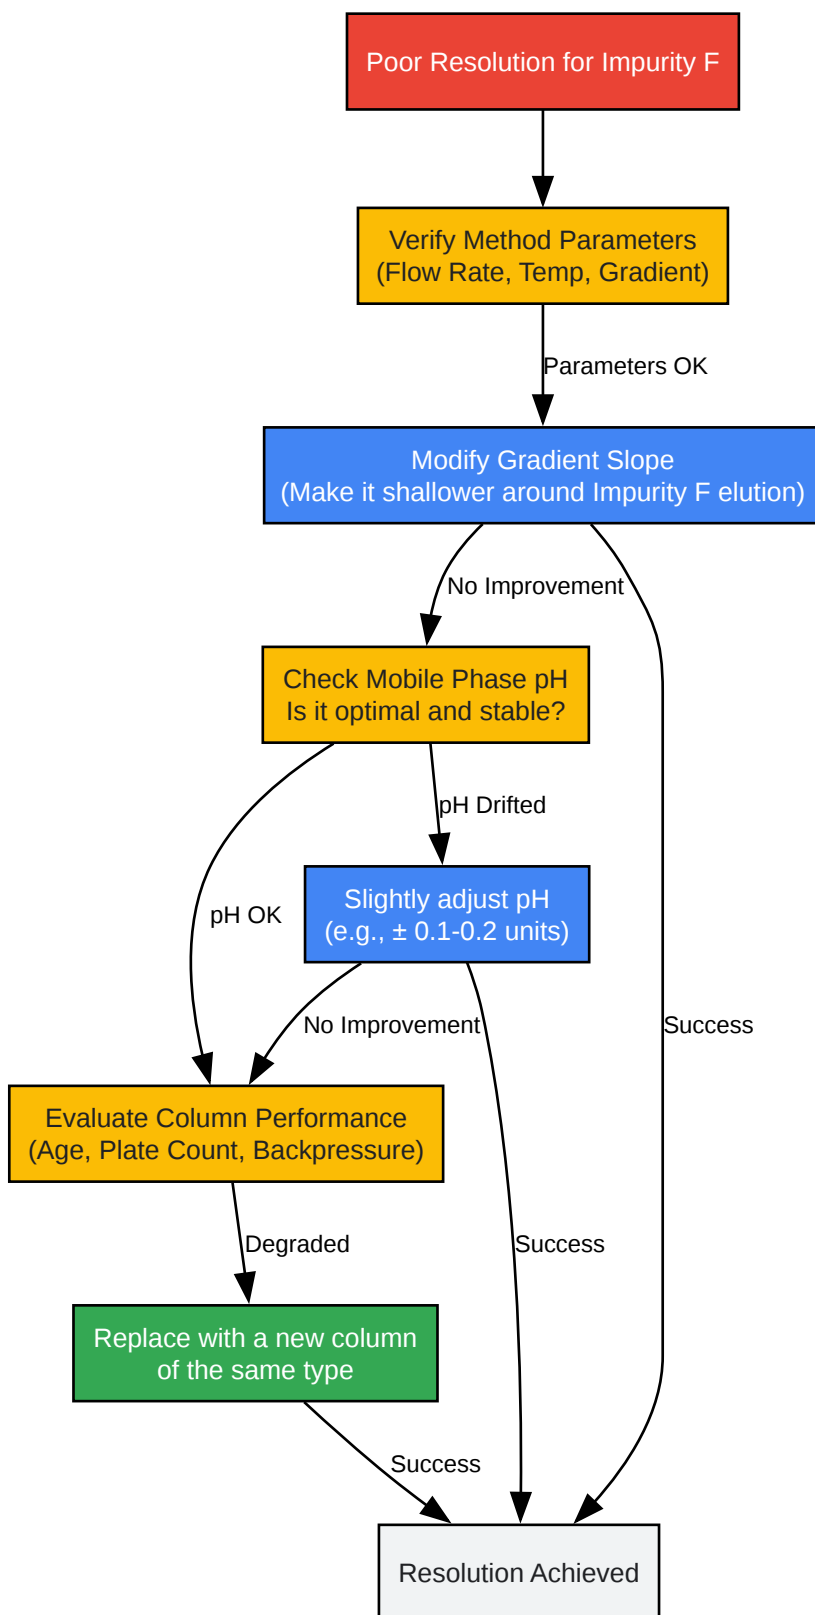 Poor Resolution for Impurity F
Verify Method Parameters
(Flow Rate, Temp, Gradient)
Parameters OK
Modify Gradient Slope
(Make it shallower around Impurity F elution)
No Improvement
Check Mobile Phase pH
Is it optimal and stable?
pH Drifted
Slightly adjust pH
(e.g., ± 0.1-0.2 units)
pH OK
No Improvement
Success
Evaluate Column Performance
(Age, Plate Count, Backpressure)
Degraded
Success
Replace with a new column
of the same type
Success
Resolution Achieved